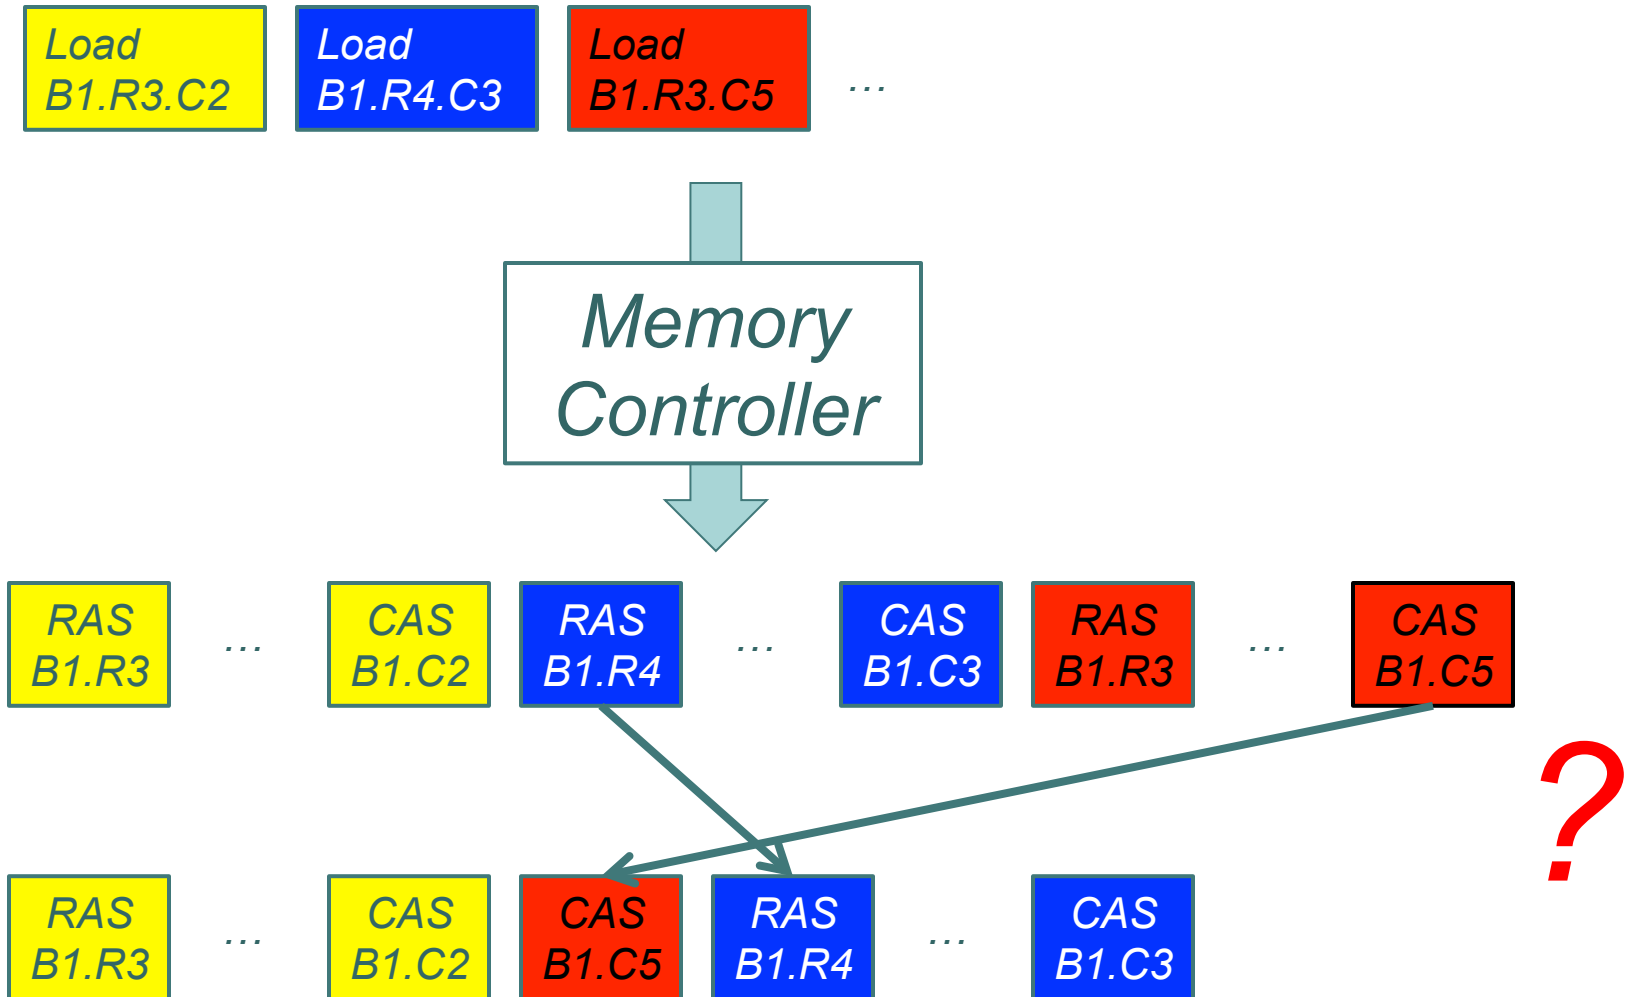 Load
B1.R3.C2
Load
B1.R4.C3
Load
B1.R3.C5
...
Memory
Controller
RAS
B1.R3
...
CAS
B1.C2
RAS
B1.R4
...
CAS
B1.C3
RAS
B1.R3
...
CAS
B1.C5
?
RAS
B1.R3
...
CAS
B1.C2
CAS
B1.C5
RAS
B1.R4
...
CAS
B1.C3